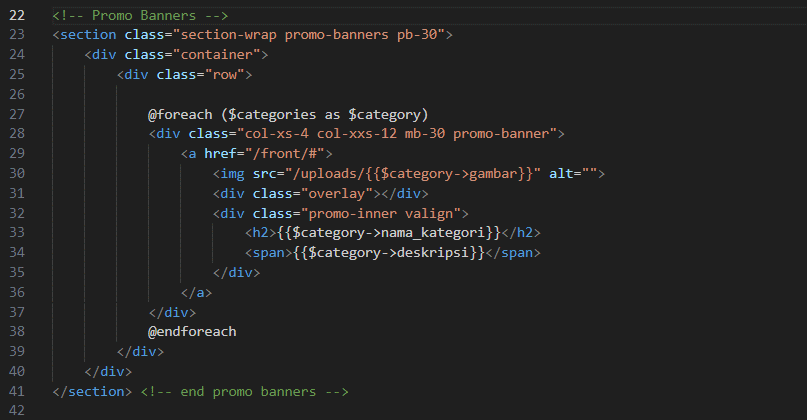 22 <!-- Promo Banners -->
23 <section class="section-wrap promo-banners pb-30">
24     <div class="container">
25         <div class="row">
26
27             @foreach ($categories as $category)
28             <div class="col-xs-4 col-xxs-12 mb-30 promo-banner">
29                 <a href="/front/#">
30                     <img src="/uploads/{{$category->gambar}}" alt="">
31                     <div class="overlay"></div>
32                     <div class="promo-inner valign">
33                         <h2>{{$category->nama_kategori}}</h2>
34                         <span>{{$category->deskripsi}}</span>
35                     </div>
36                 </a>
37             </div>
38             @endforeach
39         </div>
40     </div>
41 </section> <!-- end promo banners -->
42